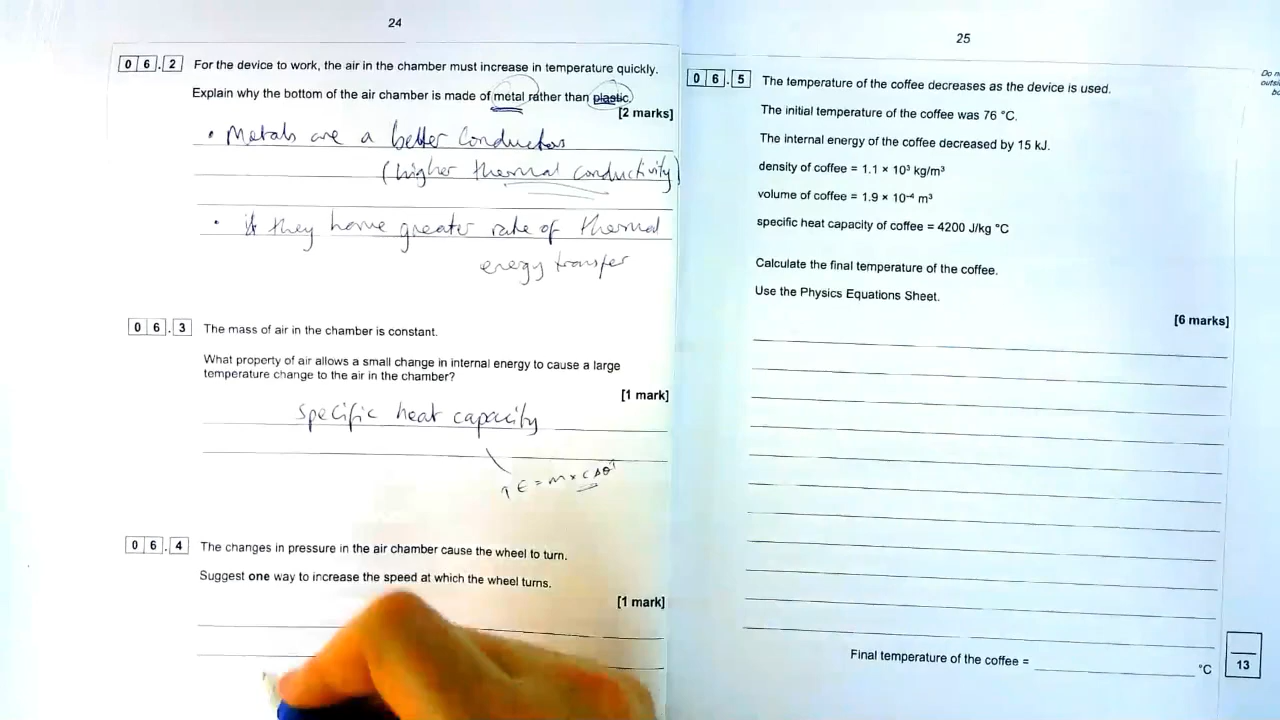 24
06.2 For the device to work, the air in the chamber must increase in temperature quickly.
Explain why the bottom of the air chamber is made of metal rather than plastic.
[2 marks]
• Metals are a better conductors
(higher thermal conductivity)
• they have greater rate of thermal
energy transfer
06.3 The mass of air in the chamber is constant.
What property of air allows a small change in internal energy to cause a large
temperature change to the air in the chamber?
[1 mark]
specific heat capacity
↑E = m × c Δθ↑
06.4 The changes in pressure in the air chamber cause the wheel to turn.
Suggest one way to increase the speed at which the wheel turns.
[1 mark]
25
Do n
outsi
bo
06.5 The temperature of the coffee decreases as the device is used.
The initial temperature of the coffee was 76 °C.
The internal energy of the coffee decreased by 15 kJ.
density of coffee = 1.1 × 10³ kg/m³
volume of coffee = 1.9 × 10⁻⁴ m³
specific heat capacity of coffee = 4200 J/kg °C
Calculate the final temperature of the coffee.
Use the Physics Equations Sheet.
[6 marks]
Final temperature of the coffee = °C
13